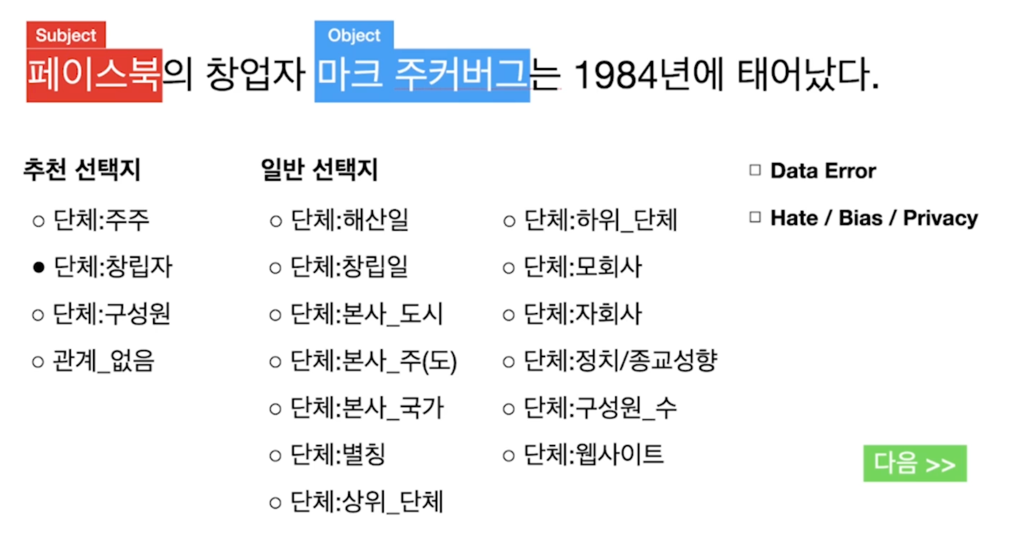 Subject Object
페이스북의 창업자 마크 주커버그는 1984년에 태어났다.
추천 선택지
단체:주주
단체:창립자
단체:구성원
관계_없음
일반 선택지
단체:해산일
단체:창립일
단체:본사_도시
단체:본사_주(도)
단체:본사_국가
단체:별칭
단체:상위_단체
단체:하위_단체
단체:모회사
단체:자회사
단체:정치/종교성향
단체:구성원_수
단체:웹사이트
Data Error
Hate / Bias / Privacy
다음 >>